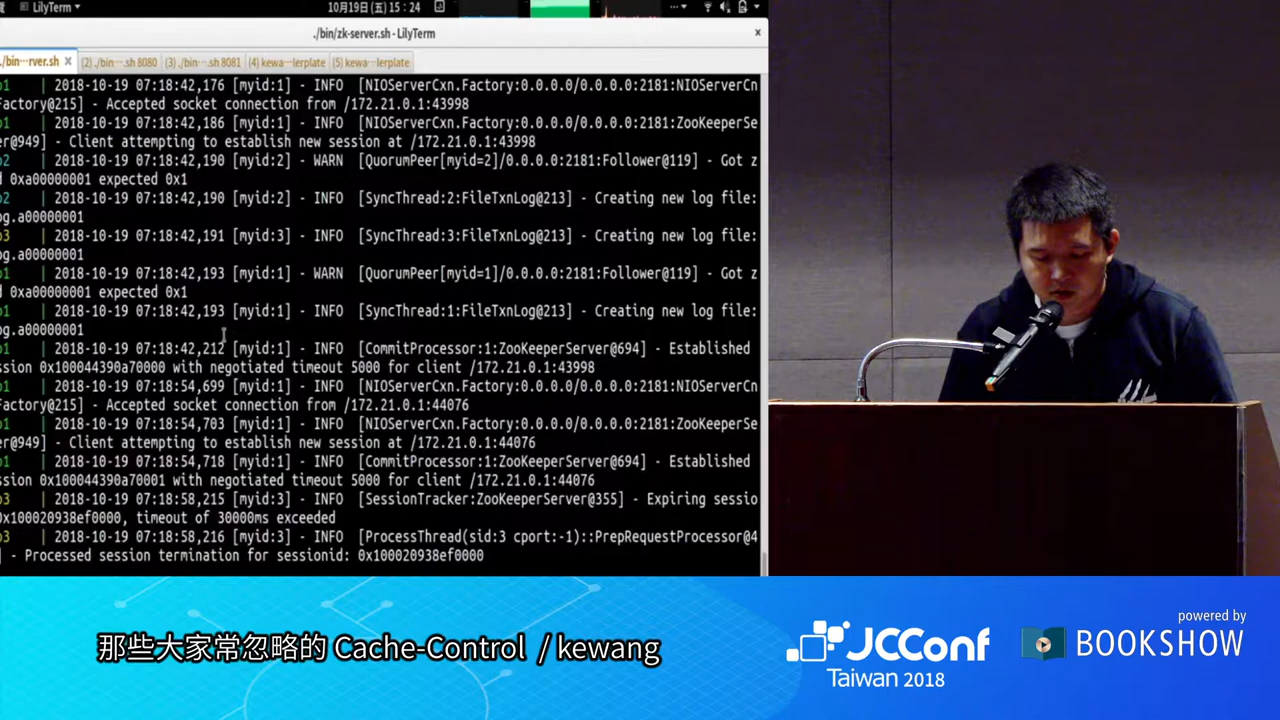 覽 LilyTerm
10月19日 (五) 15：24
./bin/zk-server.sh - LilyTerm
./bin···rver.sh
(2) ./bin···.sh 8080
(3) ./bin···.sh 8081
(4) kewa···lerplate
(5) kewa···lerplate
o1 | 2018-10-19 07:18:42,176 [myid:1] - INFO [NIOServerCxn.Factory:0.0.0.0/0.0.0.0:2181:NIOServerCn
Factory@215] - Accepted socket connection from /172.21.0.1:43998
o1 | 2018-10-19 07:18:42,186 [myid:1] - INFO [NIOServerCxn.Factory:0.0.0.0/0.0.0.0:2181:ZooKeeperSe
er@949] - Client attempting to establish new session at /172.21.0.1:43998
o2 | 2018-10-19 07:18:42,190 [myid:2] - WARN [QuorumPeer[myid=2]/0.0.0.0:2181:Follower@119] - Got z
d 0xa00000001 expected 0x1
o2 | 2018-10-19 07:18:42,190 [myid:2] - INFO [SyncThread:2:FileTxnLog@213] - Creating new log file:
og.a00000001
o3 | 2018-10-19 07:18:42,191 [myid:3] - INFO [SyncThread:3:FileTxnLog@213] - Creating new log file:
og.a00000001
o1 | 2018-10-19 07:18:42,193 [myid:1] - WARN [QuorumPeer[myid=1]/0.0.0.0:2181:Follower@119] - Got z
d 0xa00000001 expected 0x1
o1 | 2018-10-19 07:18:42,193 [myid:1] - INFO [SyncThread:1:FileTxnLog@213] - Creating new log file:
og.a00000001
o1 | 2018-10-19 07:18:42,212 [myid:1] - INFO [CommitProcessor:1:ZooKeeperServer@694] - Established
ssion 0x100044390a70000 with negotiated timeout 5000 for client /172.21.0.1:43998
o1 | 2018-10-19 07:18:54,699 [myid:1] - INFO [NIOServerCxn.Factory:0.0.0.0/0.0.0.0:2181:NIOServerCn
Factory@215] - Accepted socket connection from /172.21.0.1:44076
o1 | 2018-10-19 07:18:54,703 [myid:1] - INFO [NIOServerCxn.Factory:0.0.0.0/0.0.0.0:2181:ZooKeeperSe
er@949] - Client attempting to establish new session at /172.21.0.1:44076
o1 | 2018-10-19 07:18:54,718 [myid:1] - INFO [CommitProcessor:1:ZooKeeperServer@694] - Established
ssion 0x100044390a70001 with negotiated timeout 5000 for client /172.21.0.1:44076
o3 | 2018-10-19 07:18:58,215 [myid:3] - INFO [SessionTracker:ZooKeeperServer@355] - Expiring sessio
0x100020938ef0000, timeout of 30000ms exceeded
o3 | 2018-10-19 07:18:58,216 [myid:3] - INFO [ProcessThread(sid:3 cport:-1)::PrepRequestProcessor@4
] - Processed session termination for sessionid: 0x100020938ef0000
那些大家常忽略的 Cache-Control / kewang
JCConf
Taiwan 2018
powered by
BOOKSHOW